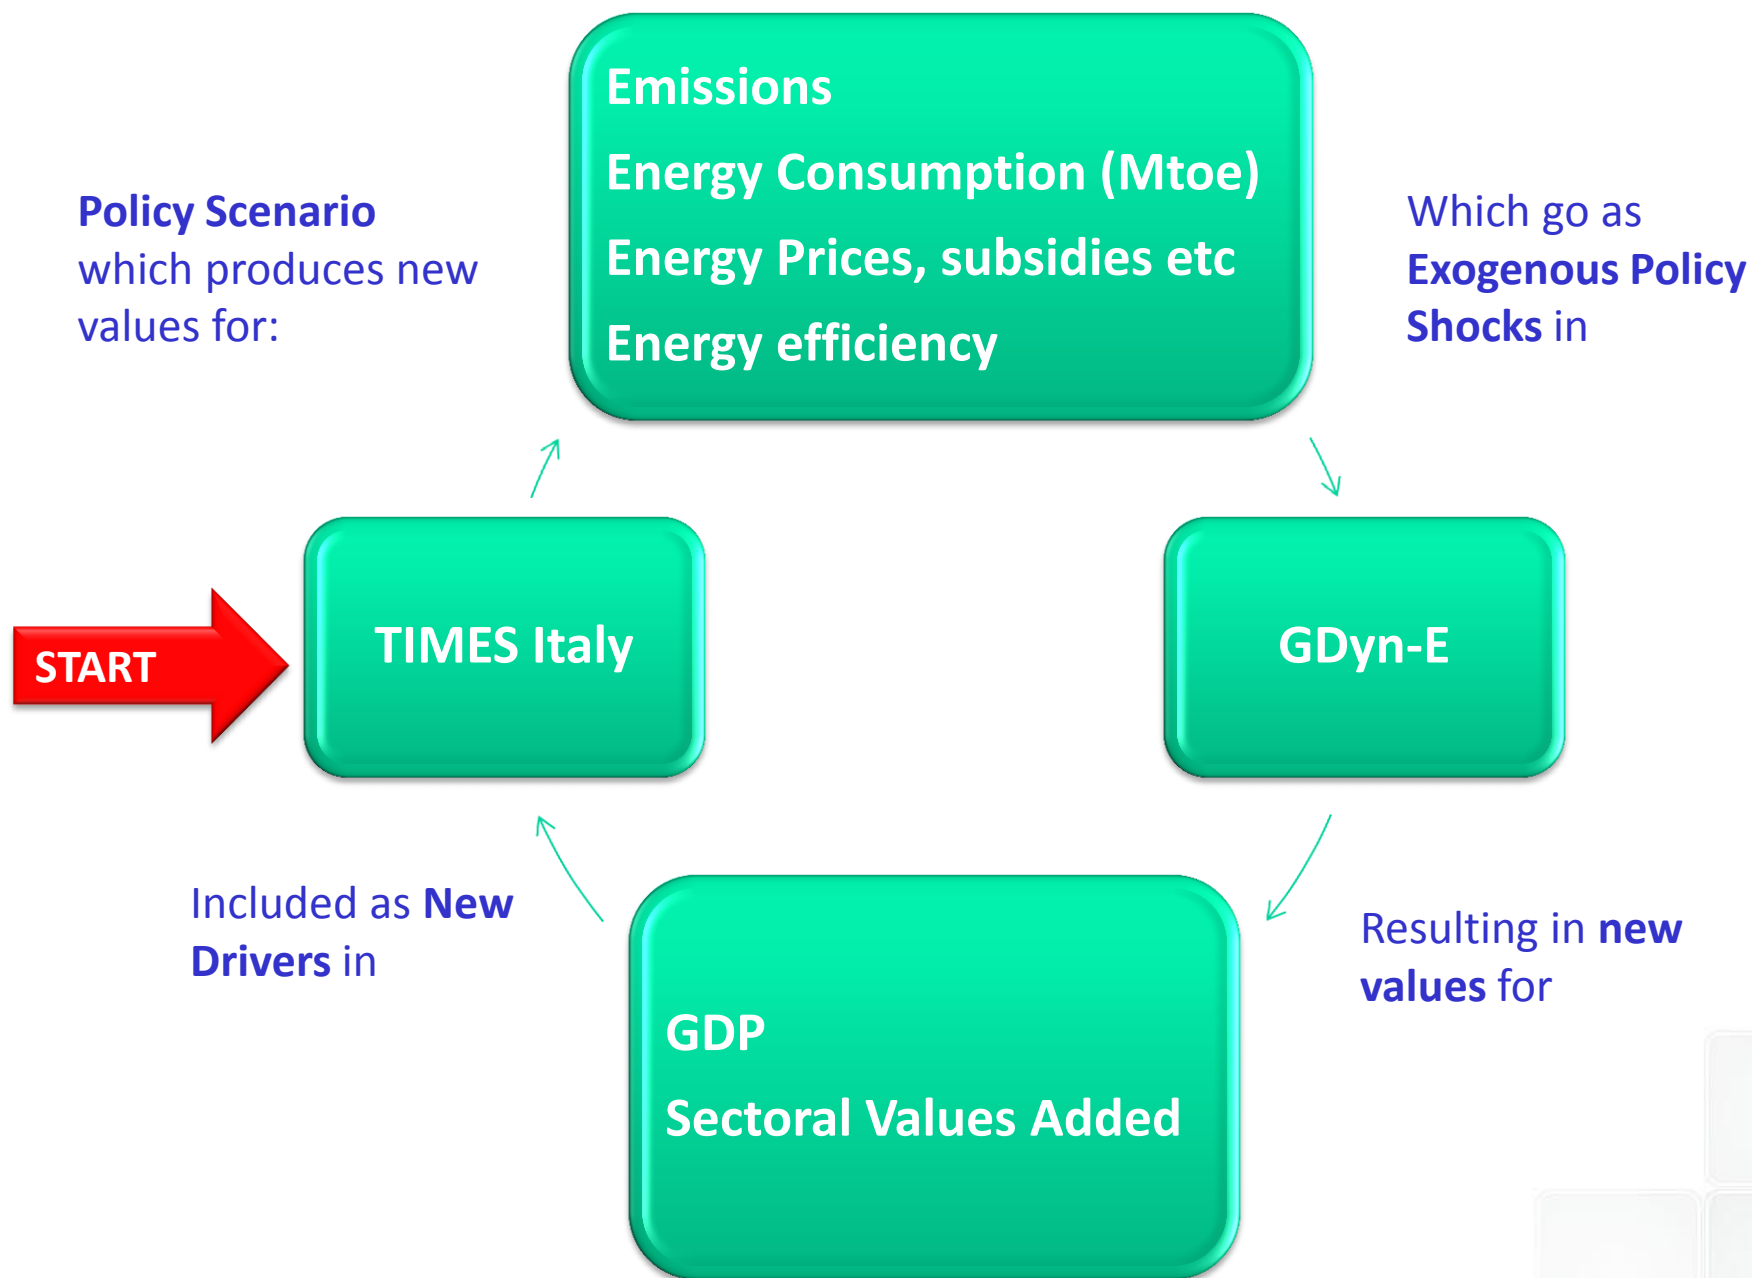 Emissions
Energy Consumption (Mtoe)
Energy Prices, subsidies etc
Energy efficiency
Policy Scenario
which produces new
values for:
Which go as
Exogenous Policy
Shocks in
START
TIMES Italy
GDyn-E
Included as New
Drivers in
Resulting in new
values for
GDP
Sectoral Values Added